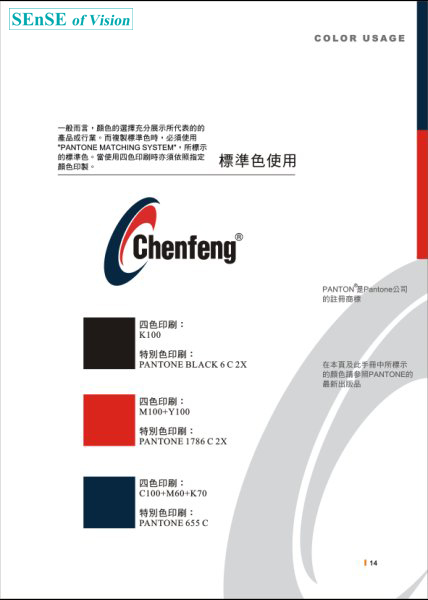 SEnSE of Vision
COLOR USAGE
一般而言，顏色的選擇充分展示所代表的的
產品或行業。而複製標準色時，必須使用
"PANTONE MATCHING SYSTEM"，所標示
的標準色。當使用四色印刷時亦須依照指定
顏色印製。
標準色使用
Chenfeng®
PANTON®是Pantone公司
的註冊商標
四色印刷：
K100
特別色印刷：
PANTONE BLACK 6 C 2X
在本頁及此手冊中所標示
的顏色請參照PANTONE的
最新出版品
四色印刷：
M100+Y100
特別色印刷：
PANTONE 1786 C 2X
四色印刷：
C100+M60+K70
特別色印刷：
PANTONE 655 C
14